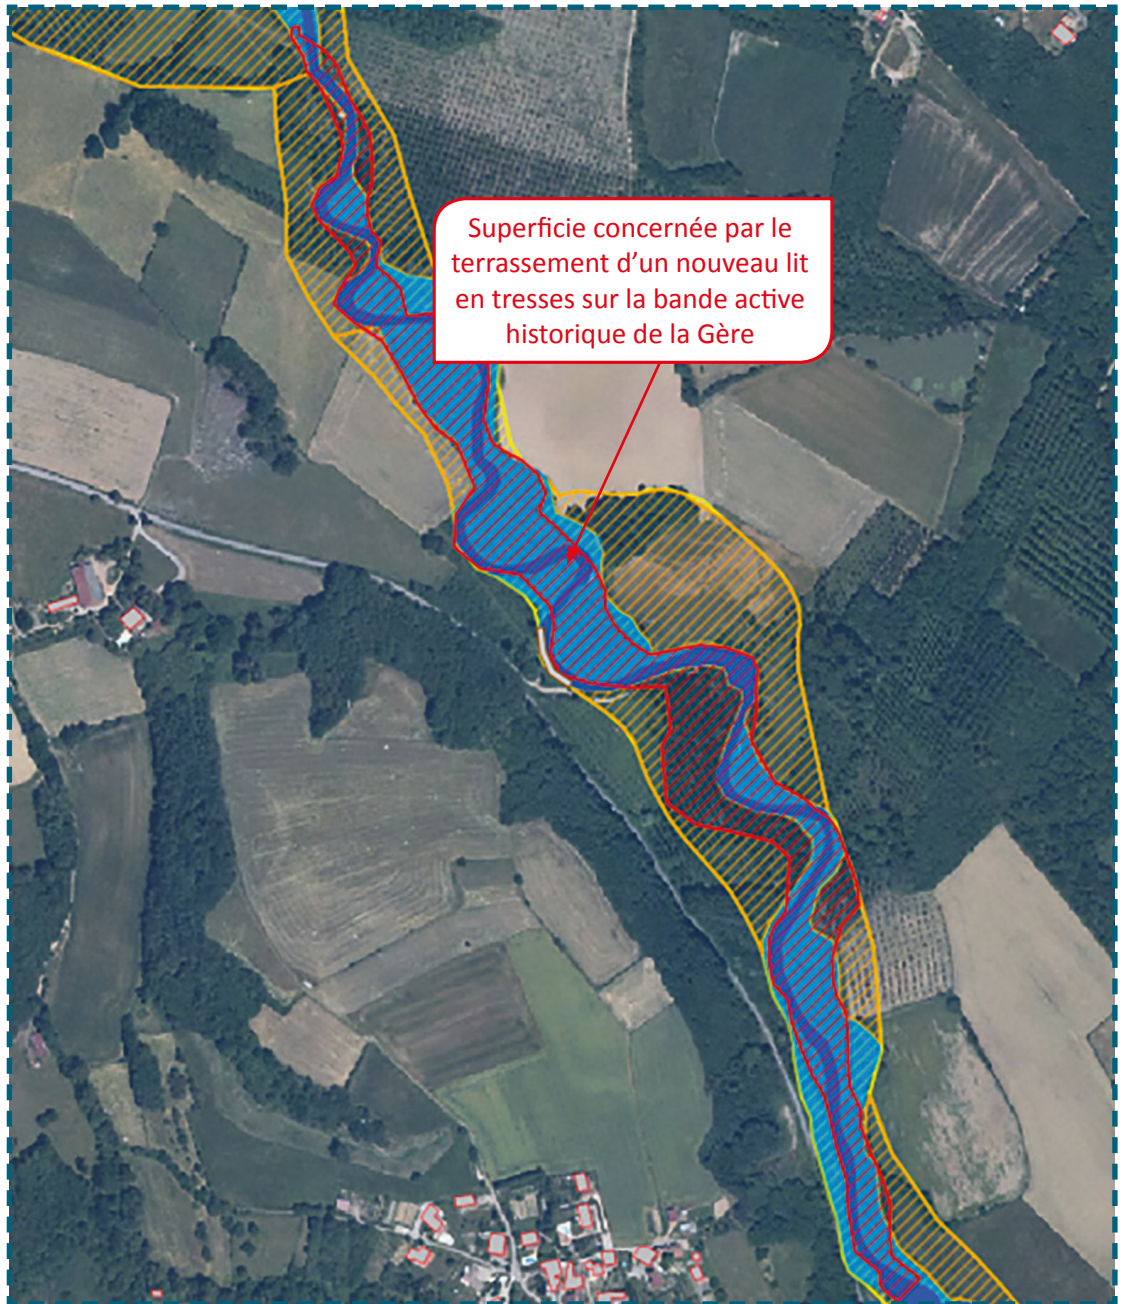 Superficie concernée par le
terrassement d’un nouveau lit
en tresses sur la bande active
historique de la Gère